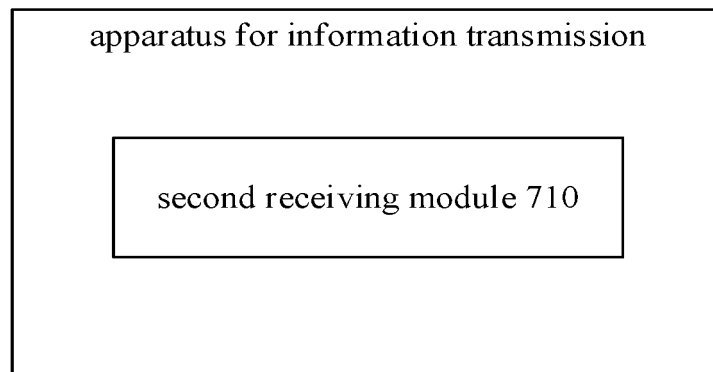 apparatus for information transmission
second receiving module 710